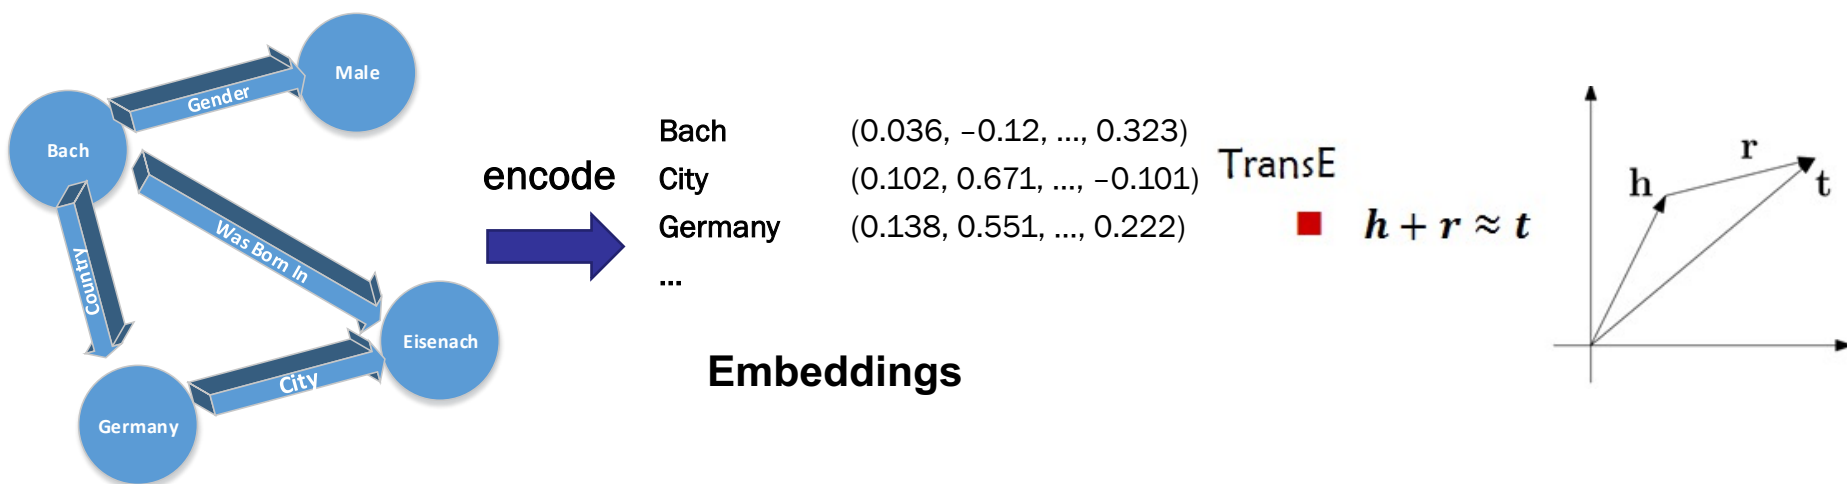 Male
Gender
Bach
Was Born In
Country
Eisenach
City
Germany
encode
Bach (0.036, –0.12, ..., 0.323)
City (0.102, 0.671, ..., –0.101)
Germany (0.138, 0.551, ..., 0.222)
...
Embeddings
TransE
■ h + r ≈ t
h
r
t